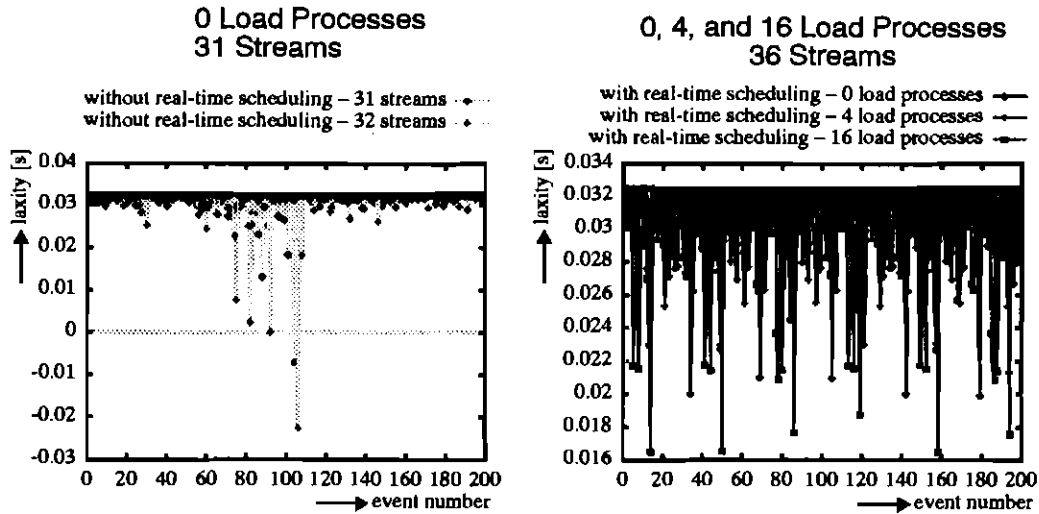 0 Load Processes
31 Streams
without real-time scheduling – 31 streams
without real-time scheduling – 32 streams
laxity [s]
0.04
0.03
0.02
0.01
0
-0.01
-0.02
-0.03
0 20 40 60 80 100 120 140 160 180 200
event number
0, 4, and 16 Load Processes
36 Streams
with real-time scheduling – 0 load processes
with real-time scheduling – 4 load processes
with real-time scheduling – 16 load processes
laxity [s]
0.034
0.032
0.03
0.028
0.026
0.024
0.022
0.02
0.018
0.016
0 20 40 60 80 100 120 140 160 180 200
event number